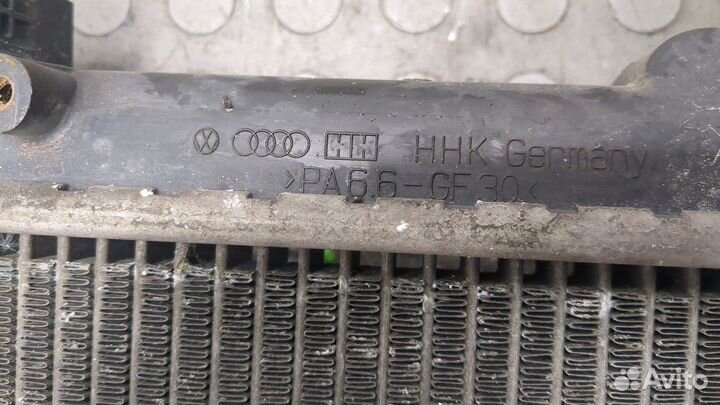 HHK Germany
>PA6.6-GF30<
Avito